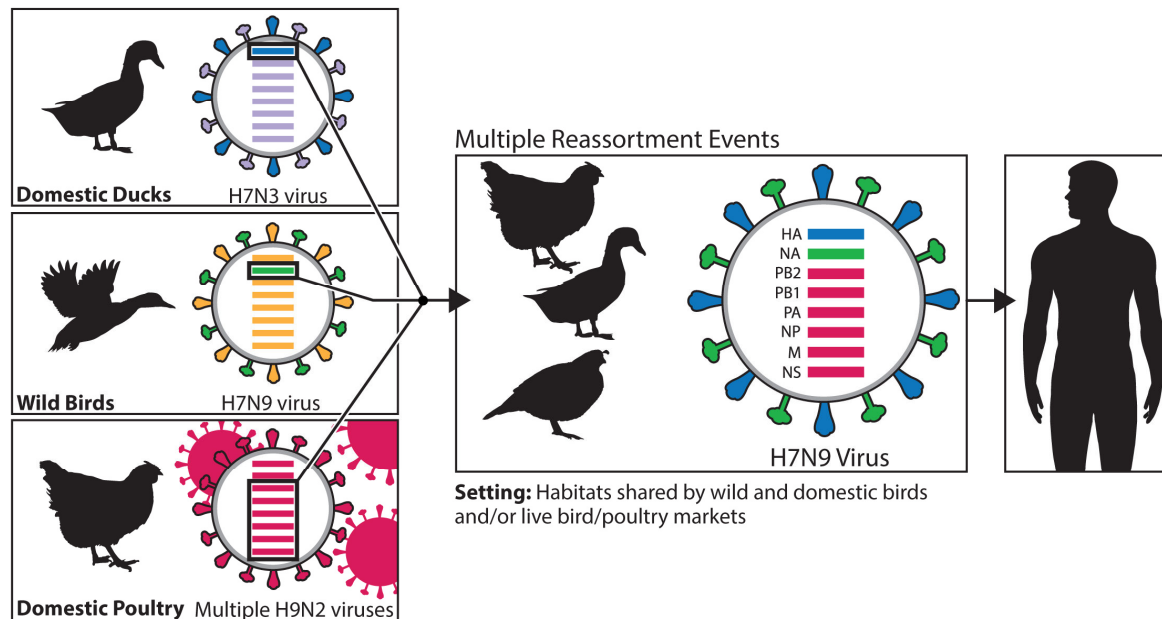 Domestic Ducks
H7N3 virus
Wild Birds
H7N9 virus
Domestic Poultry
Multiple H9N2 viruses
Multiple Reassortment Events
HA
NA
PB2
PB1
PA
NP
M
NS
H7N9 Virus
Setting: Habitats shared by wild and domestic birds
and/or live bird/poultry markets